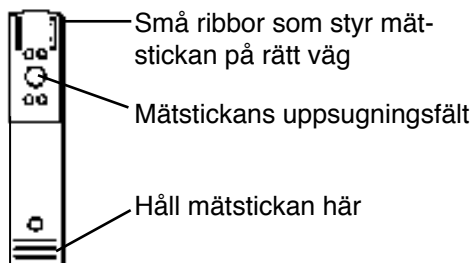 Små ribbor som styr mät-
stickan på rätt väg
Mätstickans uppsugningsfält
Håll mätstickan här